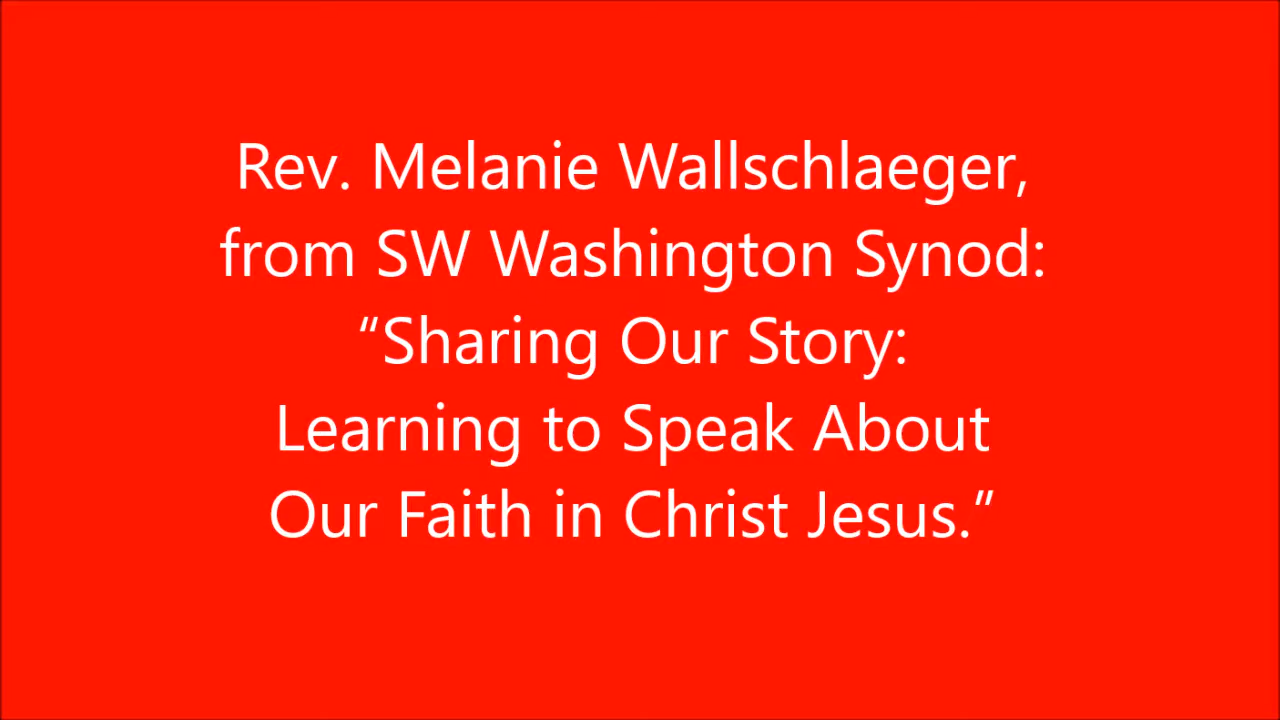 Rev. Melanie Wallschlaeger,
from SW Washington Synod:
“Sharing Our Story:
Learning to Speak About
Our Faith in Christ Jesus.”